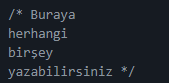 /* Buraya
herhangi
birşey
yazabilirsiniz */